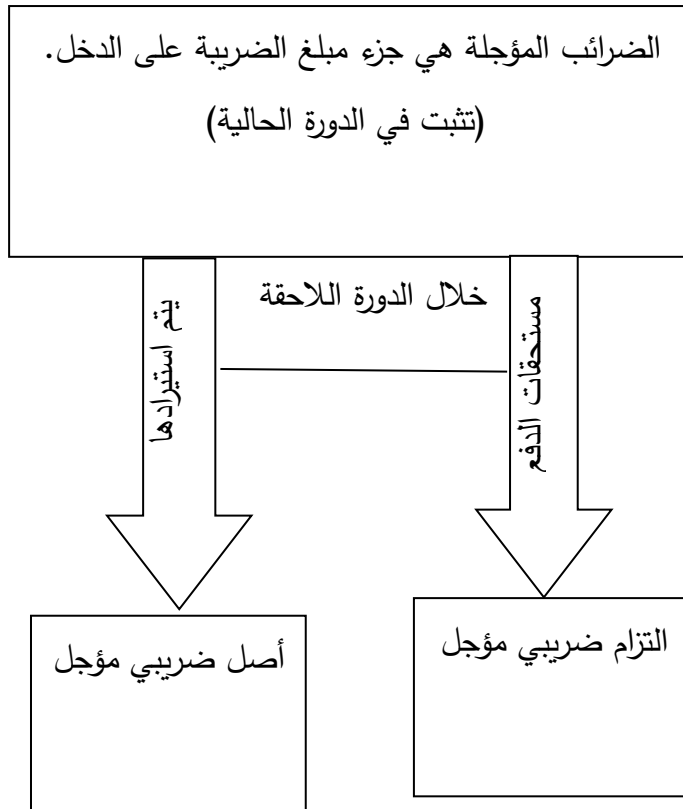 الضرائب المؤجلة هي جزء مبلغ الضريبة على الدخل.
(تثبت في الدورة الحالية)
خلال الدورة اللاحقة
مستحقات الدفع
يتم استيرادها
التزام ضريبي مؤجل
أصل ضريبي مؤجل